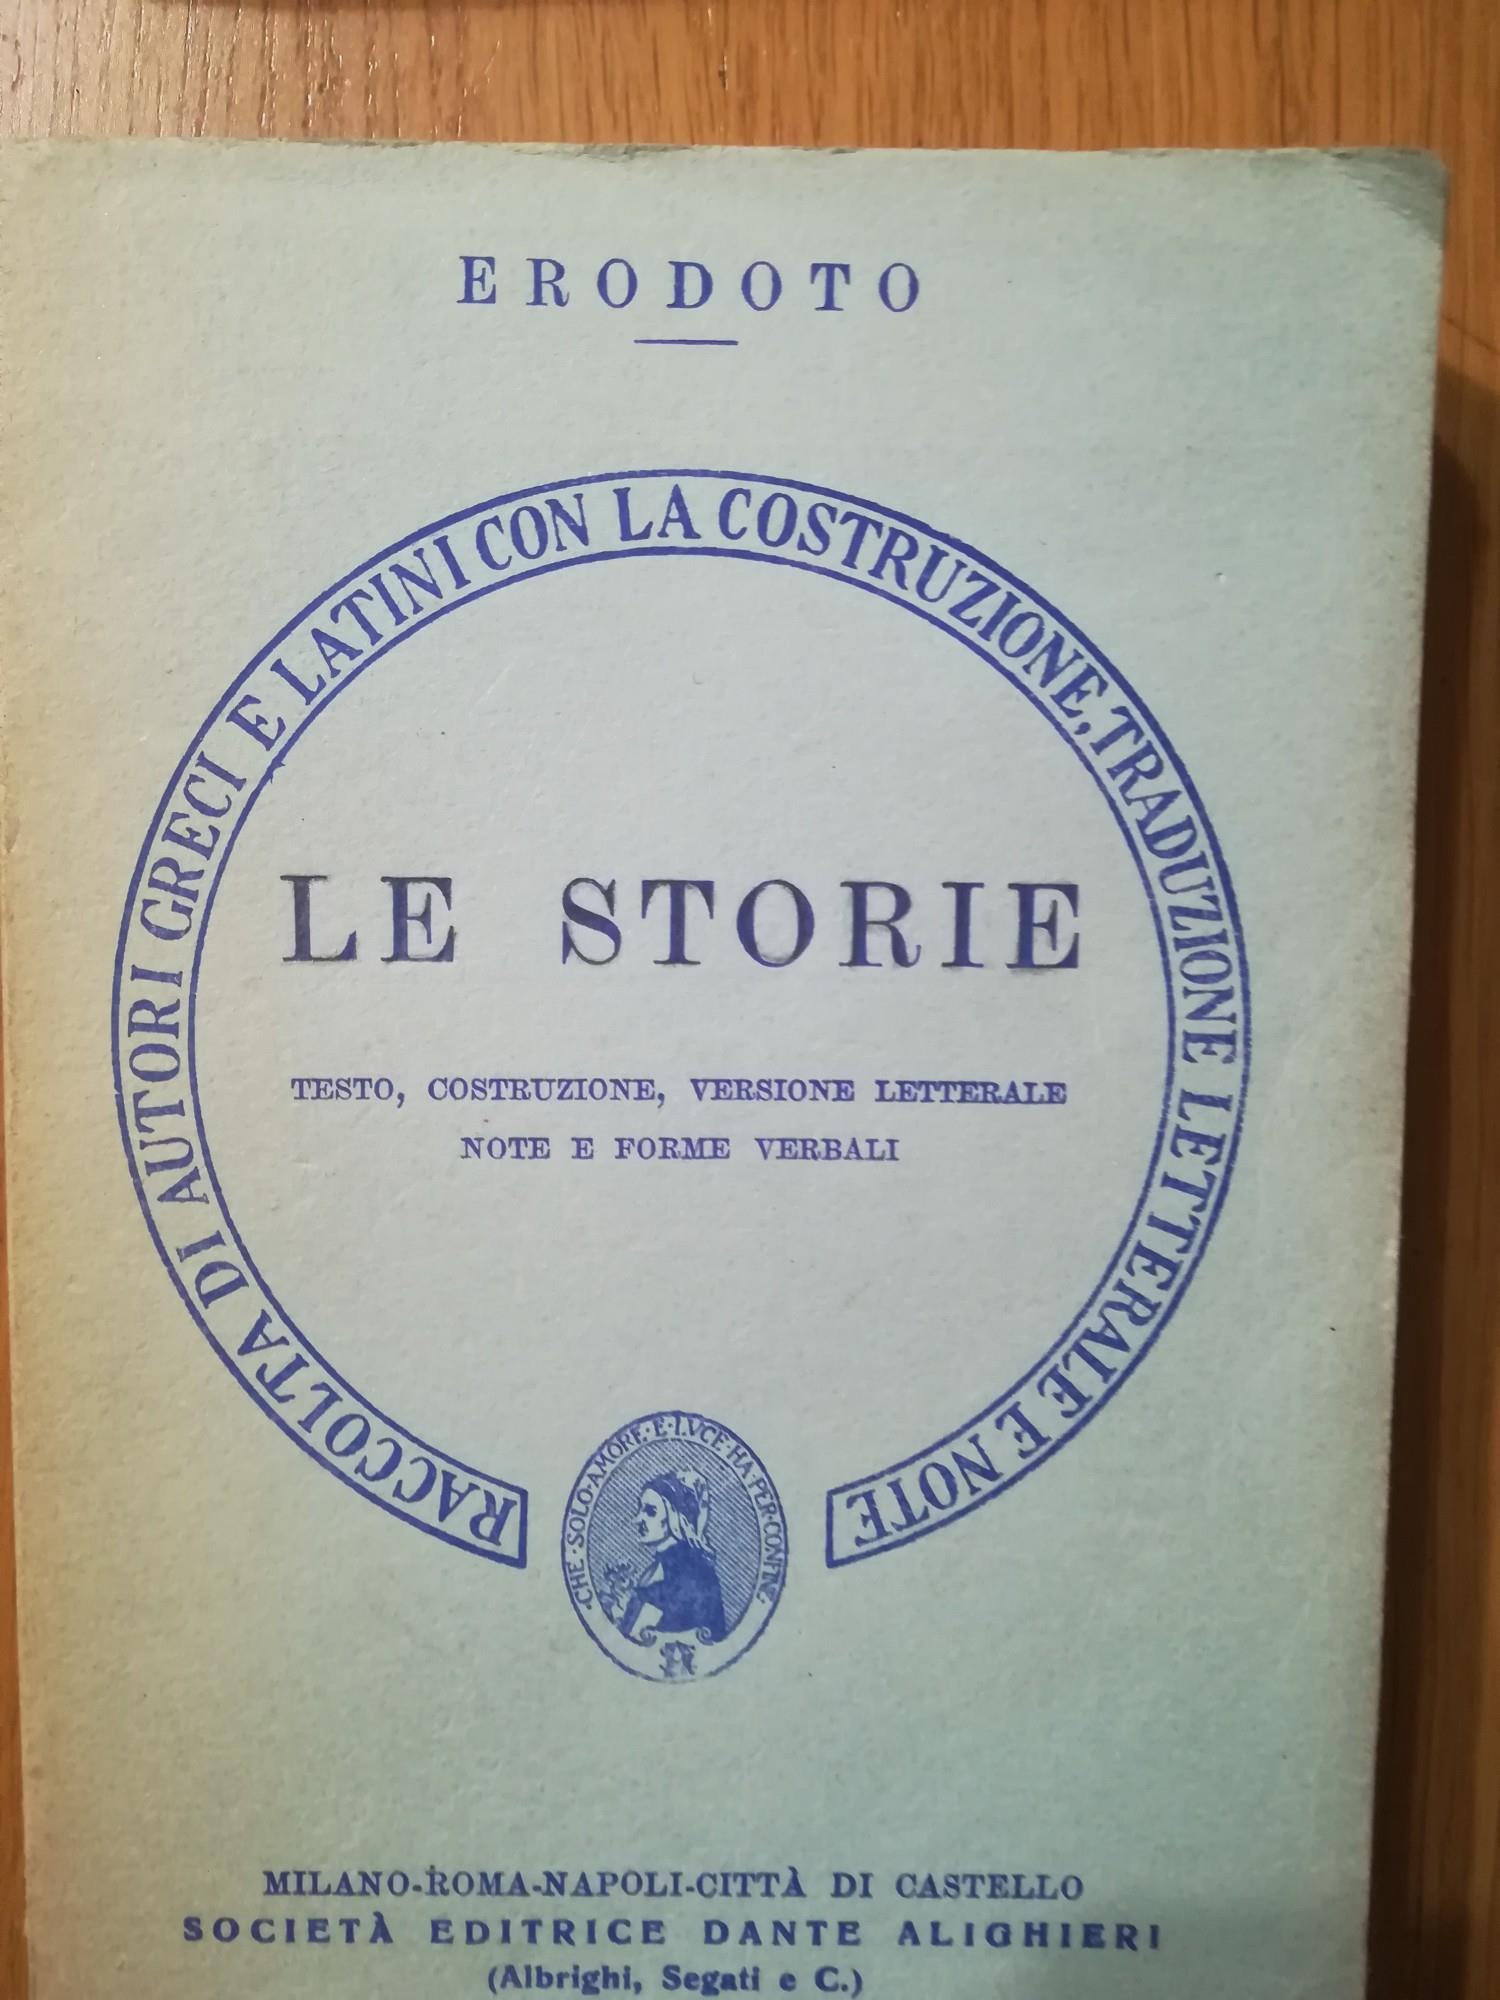 ERODOTO
RACCOLTA DI AUTORI GRECI E LATINI CON LA COSTRUZIONE, TRADUZIONE LETTERALE E NOTE
LE STORIE
TESTO, COSTRUZIONE, VERSIONE LETTERALE
NOTE E FORME VERBALI
·CHE·SOLO·AMORE·E·LVCE·HA·PER·CONFINE·
MILANO-ROMA-NAPOLI-CITTÀ DI CASTELLO
SOCIETÀ EDITRICE DANTE ALIGHIERI
(Albrighi, Segati e C.)